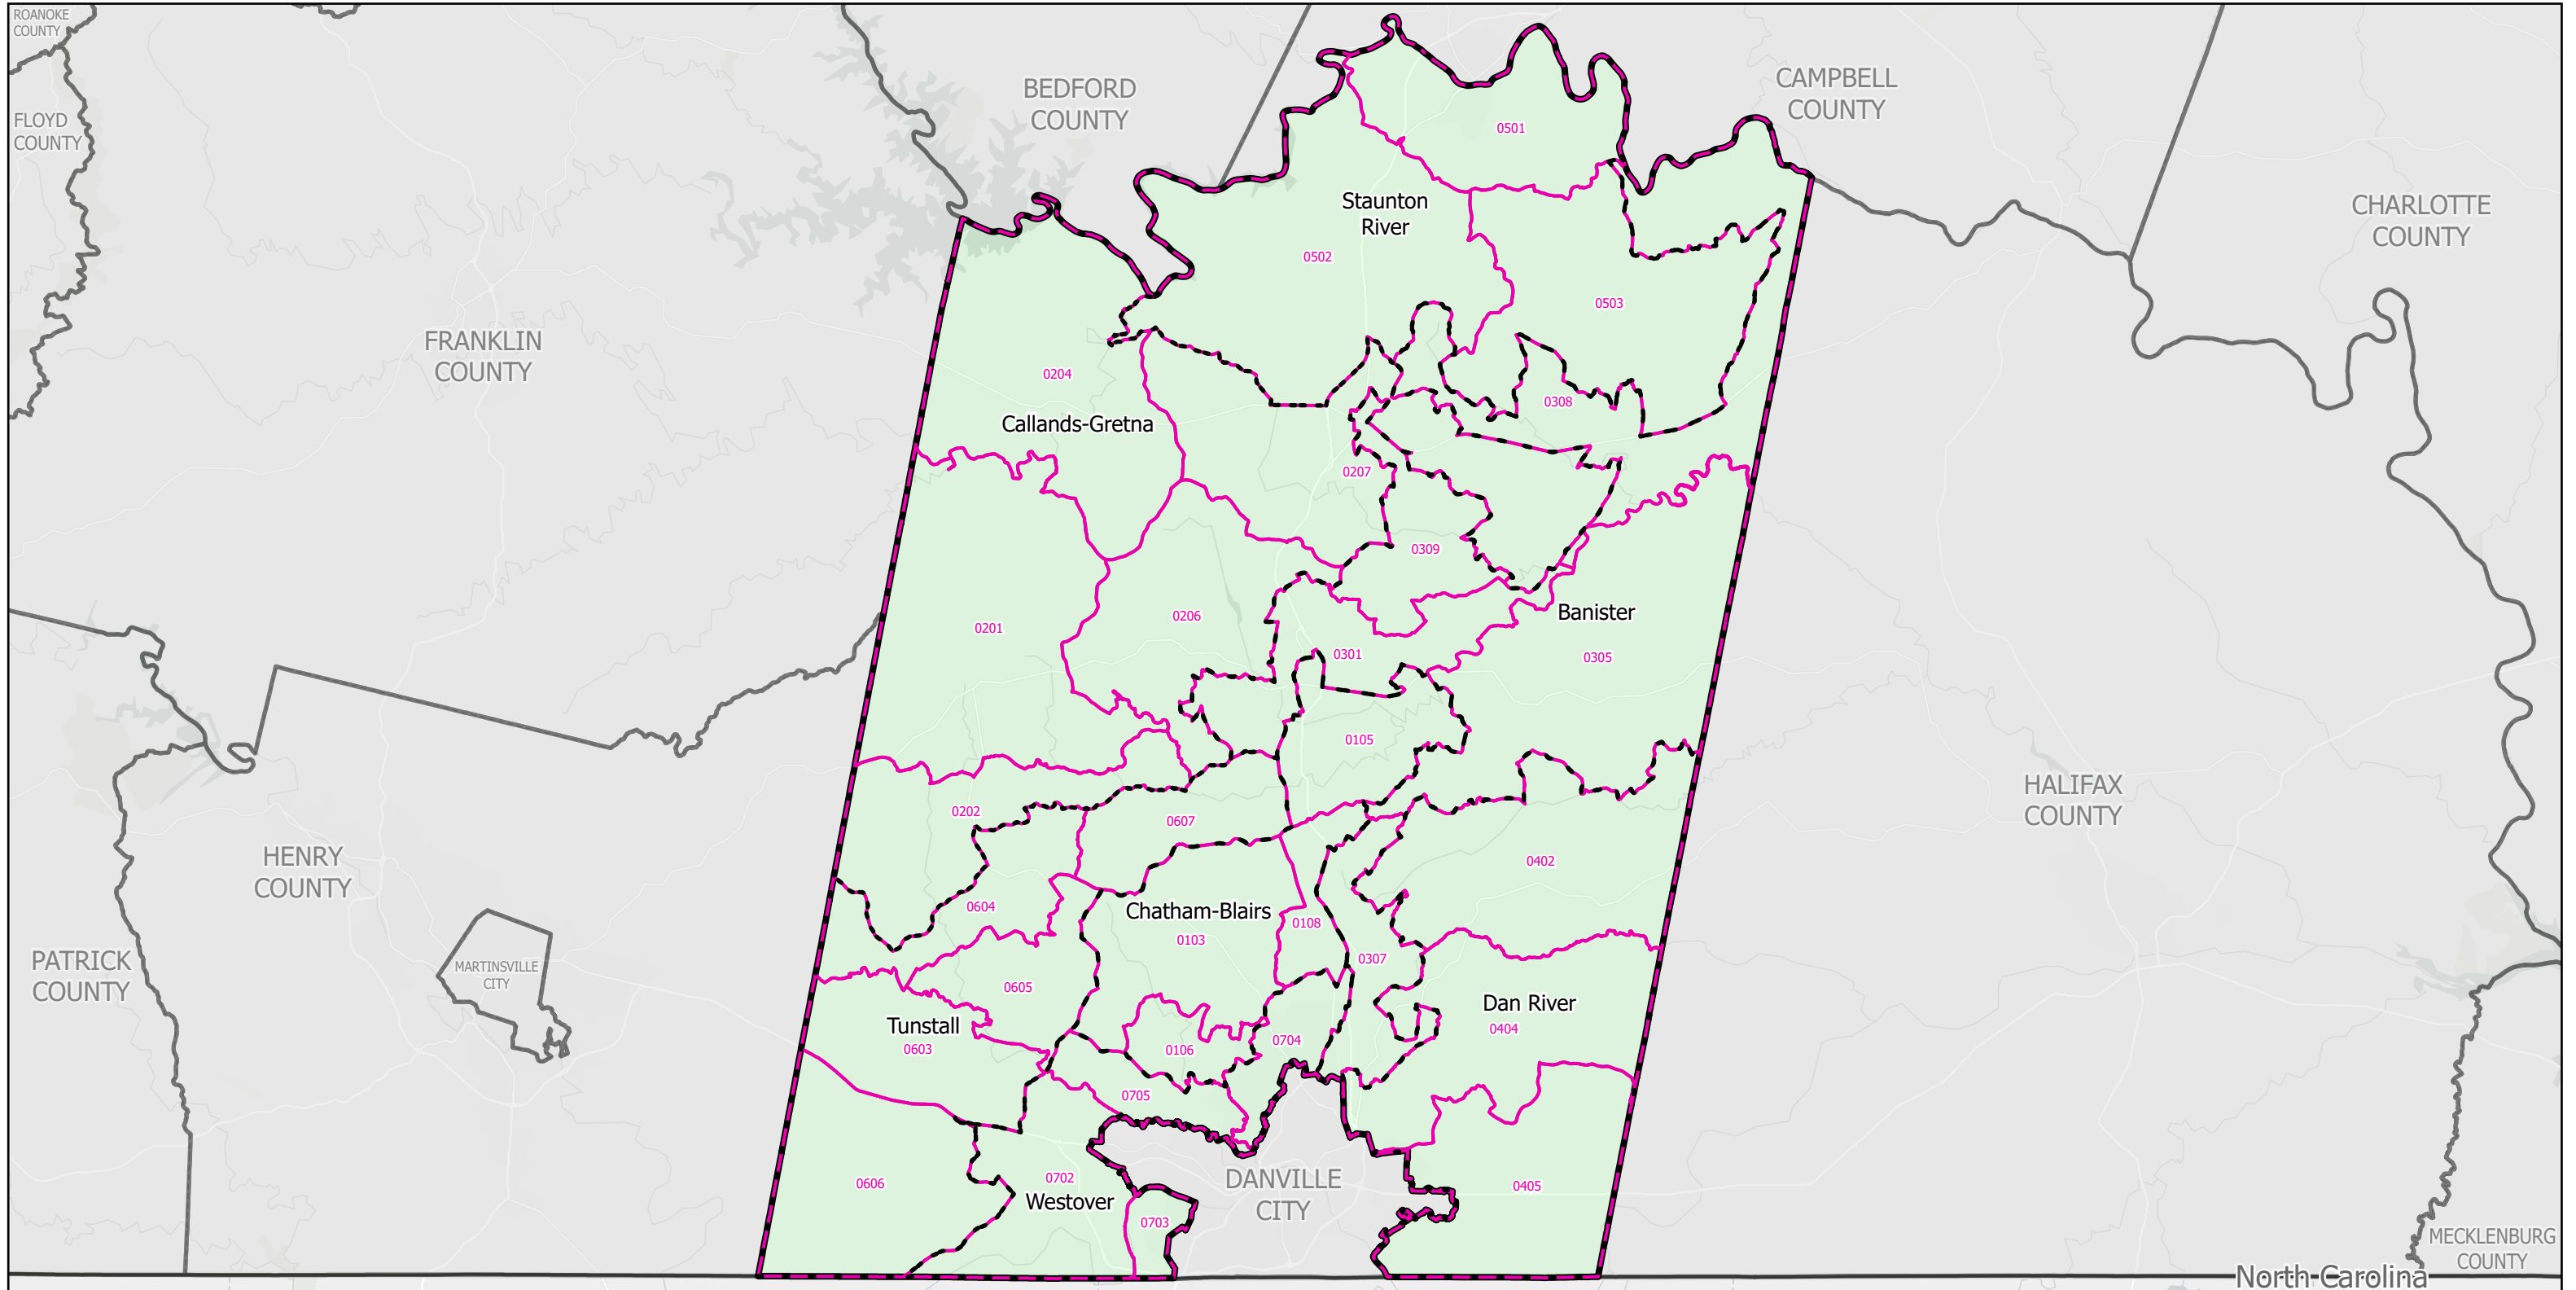 ROANOKE
COUNTY
FLOYD
COUNTY
BEDFORD
COUNTY
CAMPBELL
COUNTY
0501
Staunton
River
CHARLOTTE
COUNTY
0502
0503
FRANKLIN
COUNTY
0204
Callands-Gretna
0308
0207
0309
0201
0206
Banister
0301
0305
0105
HALIFAX
COUNTY
0202
0607
HENRY
COUNTY
0402
0604
Chatham-Blairs
0103
0108
PATRICK
COUNTY
MARTINSVILLE
CITY
0307
0605
Dan River
0404
Tunstall
0603
0106
0704
0705
0606
0702
Westover
DANVILLE
CITY
0405
0703
MECKLENBURG
COUNTY
North Carolina